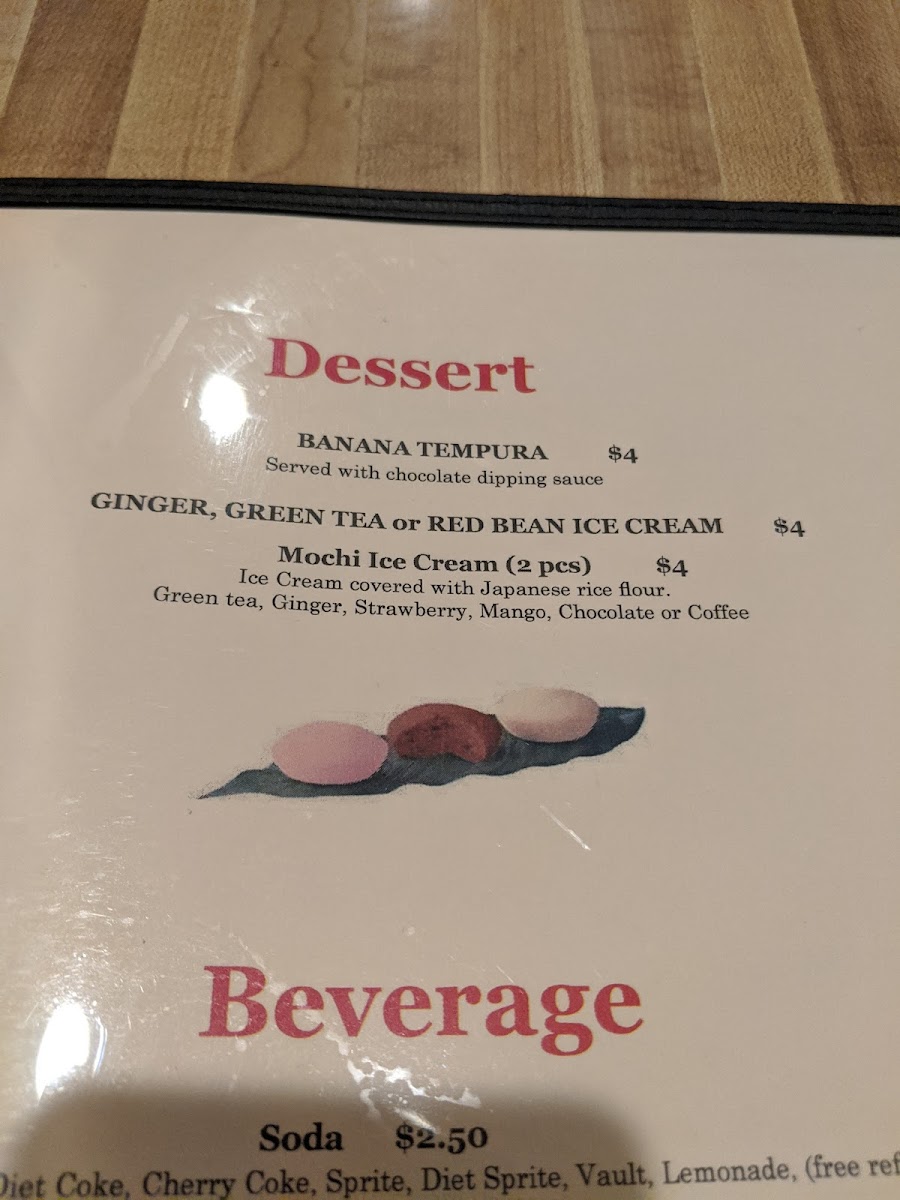 Dessert
BANANA TEMPURA $4
Served with chocolate dipping sauce
GINGER, GREEN TEA or RED BEAN ICE CREAM $4
Mochi Ice Cream (2 pcs) $4
Ice Cream covered with Japanese rice flour.
Green tea, Ginger, Strawberry, Mango, Chocolate or Coffee
Beverage
Soda $2.50
Diet Coke, Cherry Coke, Sprite, Diet Sprite, Vault, Lemonade, (free